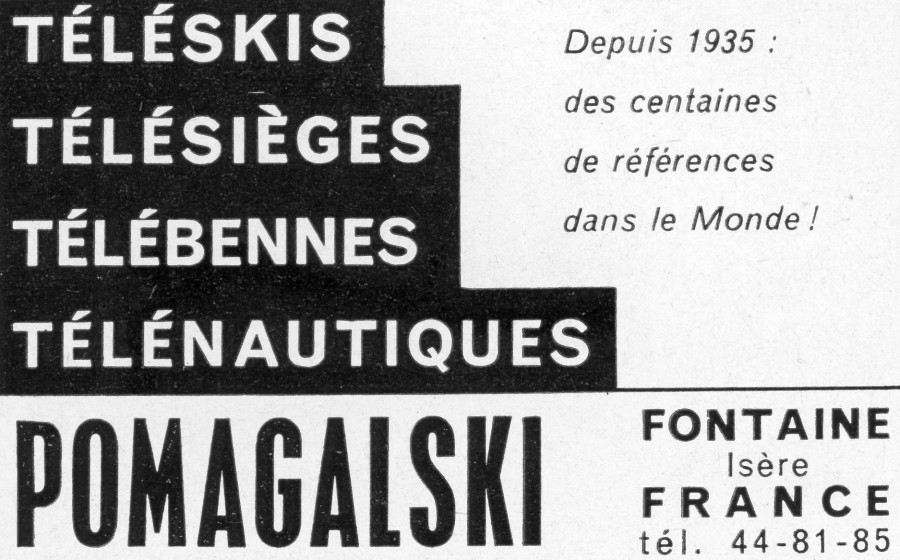 TÉLÉSKIS
TÉLÉSIÈGES
TÉLÉBENNES
TÉLÉNAUTIQUES
Depuis 1935 :
des centaines
de références
dans le Monde !
POMAGALSKI
FONTAINE
Isère
FRANCE
tél. 44-81-85